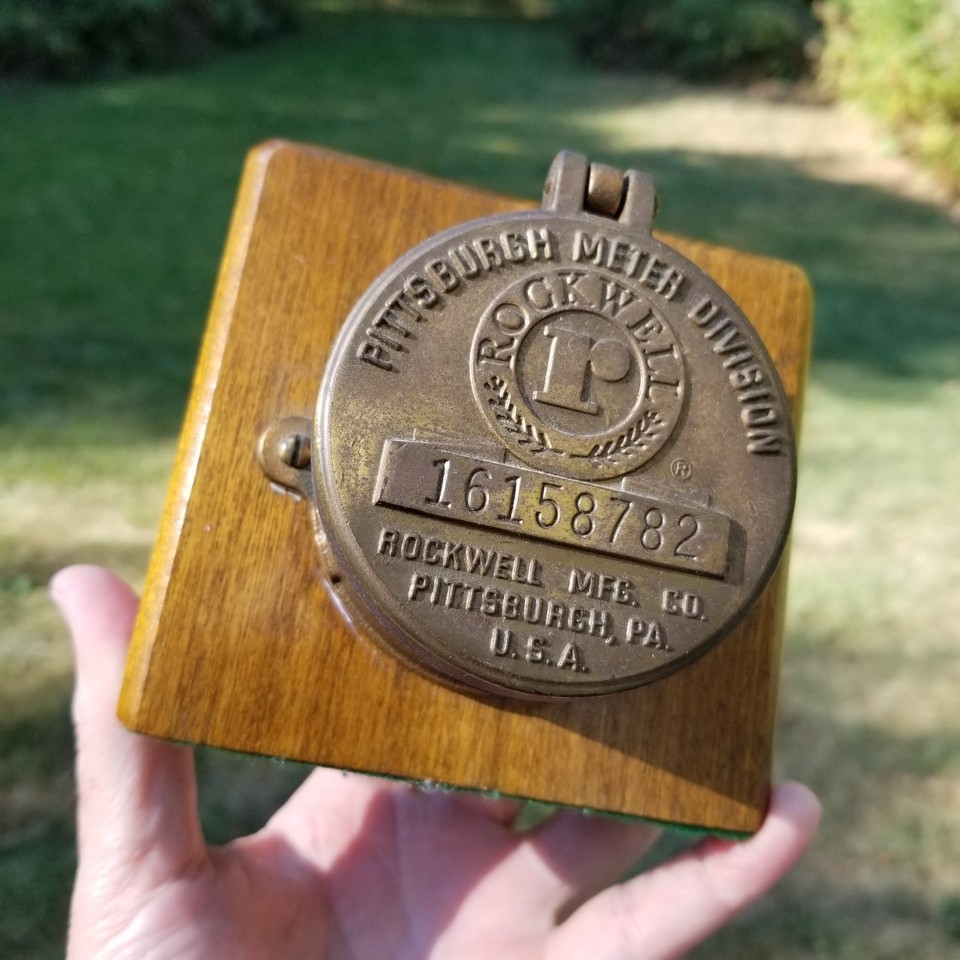 PITTSBURGH METER DIVISION
ROCKWELL
r
®
16158782
ROCKWELL MFG. CO.
PITTSBURGH, PA.
U.S.A.